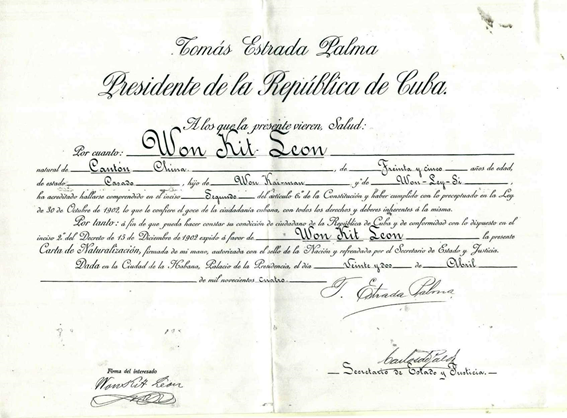 Tomás Estrada Palma
Presidente de la República de Cuba.
A los que la presente vieren, Salud:
Por cuanto: Won Kit Leon
natural de Cantón China, de Treinta y cinco años de edad,
de estado Casado, hijo de Won Kai-man y de Won-Ley-Si
ha acreditado hallarse comprendido en el inciso Segundo del artículo 6º de la Constitución y haber cumplido con lo preceptuado en la Ley
de 30 de Octubre de 1902, que le confiere el goce de la ciudadanía cubana, con todos los derechos y deberes inherentes á la misma.
Por tanto: á fin de que pueda hacer constar su condición de ciudadano de la República de Cuba y de conformidad con lo dispuesto en el
inciso 2º del Decreto de 13 de Diciembre de 1902 expido á favor de Won Kit Leon la presente
Carta de Naturalización, firmada de mi mano, autorizada con el sello de la Nación y refrendada por el Secretario de Estado y Justicia.
Dada en la Ciudad de la Habana, Palacio de la Presidencia, el día Veinte y dos de Abril
de mil novecientos cuatro.
T. Estrada Palma
Secretario de Estado y Justicia.
Firma del interesado
Won Kit Leon